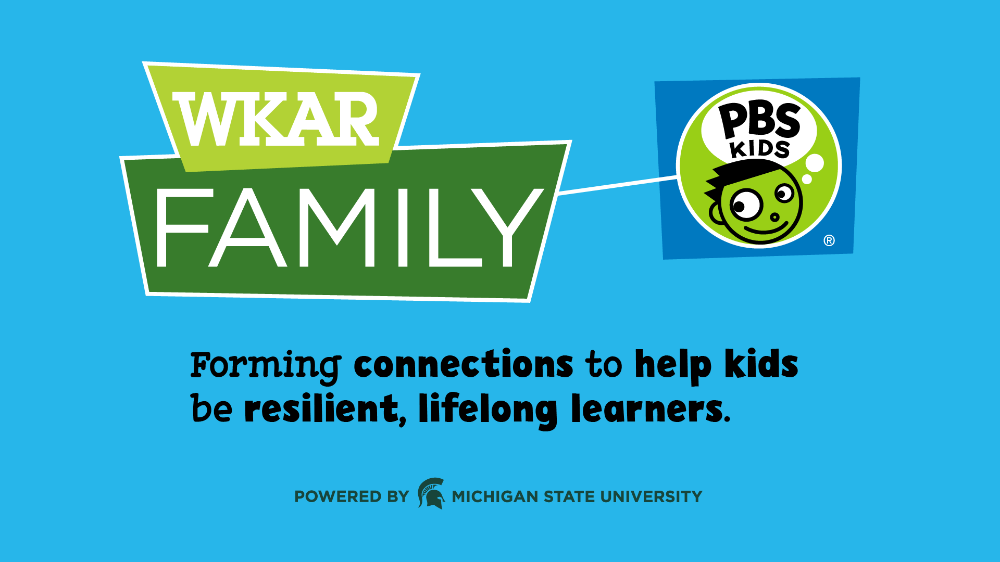 WKAR
FAMILY
PBS
KIDS
®
Forming connections to help kids
be resilient, lifelong learners.
POWERED BY MICHIGAN STATE UNIVERSITY